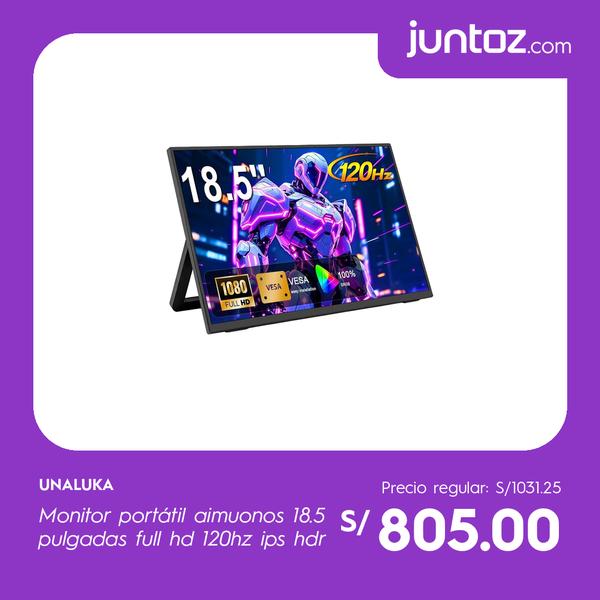 juntoz.com
18.5"
120Hz
1080
FULL HD
VESA
VESA
100%
UNALUKA
Monitor portátil aimuonos 18.5
pulgadas full hd 120hz ips hdr
Precio regular: S/1031.25
S/ 805.00